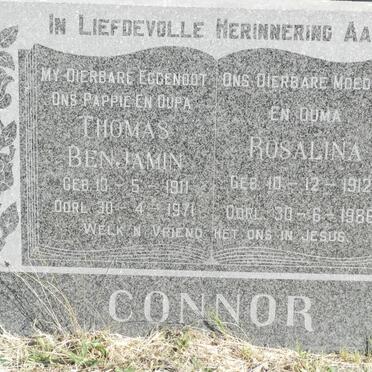 IN LIEFDEVOLLE HERINNERING AA
MY DIERBARE EGGENOOT
ONS PAPPIE EN OUPA
THOMAS
BENJAMIN
GEB. 10-5-1911
OORL. 30-4-1971
ONS DIERBARE MOED
EN OUMA
ROSALINA
GEB. 10-12-1912
OORL. 30-6-1986
WELK 'N VRIEND HET ONS IN JESUS
CONNOR